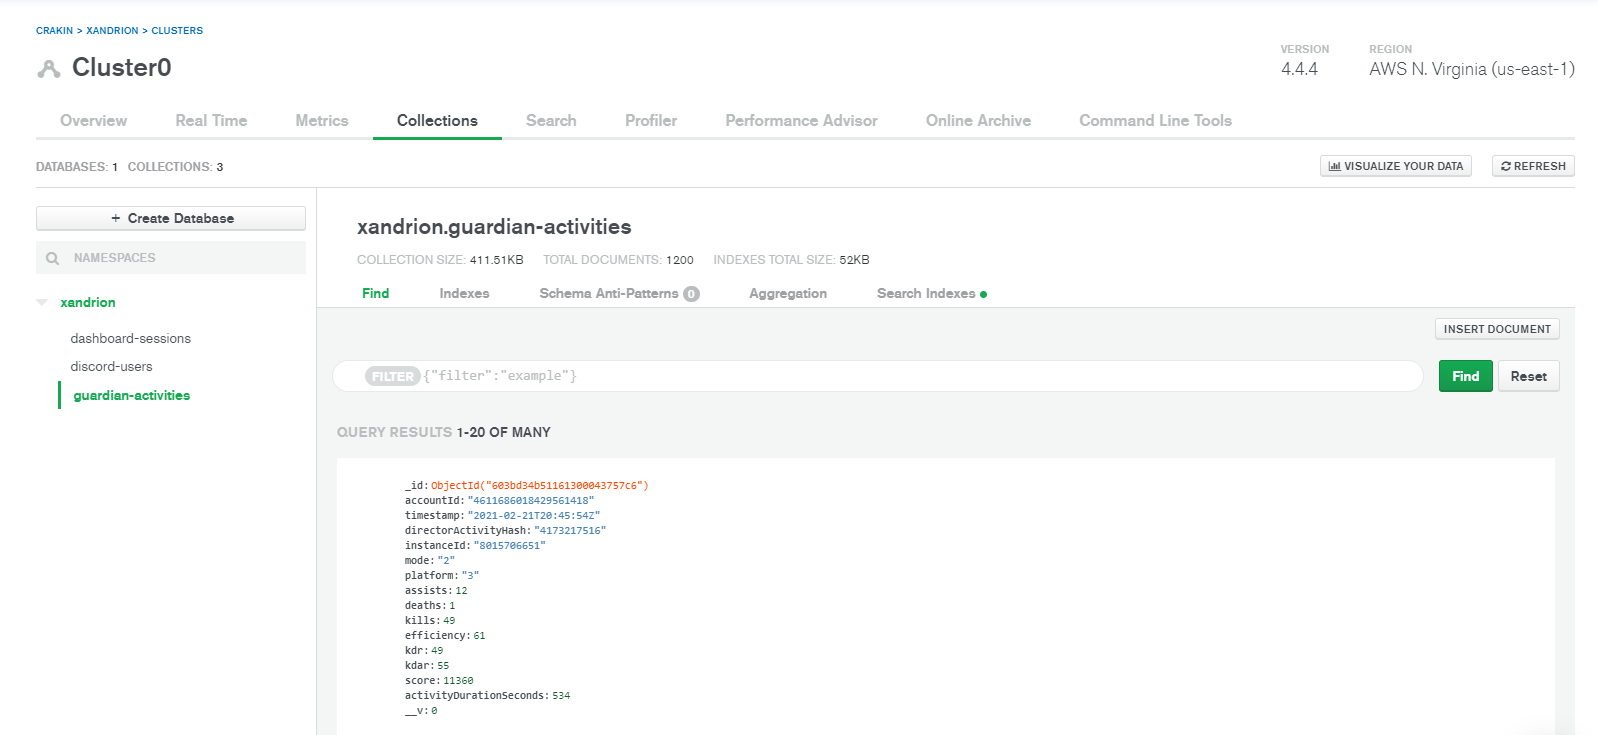 CRAKIN > XANDRION > CLUSTERS
Cluster0
VERSION
4.4.4
REGION
AWS N. Virginia (us-east-1)
Overview Real Time Metrics Collections Search Profiler Performance Advisor Online Archive Command Line Tools
DATABASES: 1 COLLECTIONS: 3
VISUALIZE YOUR DATA
REFRESH
+ Create Database
NAMESPACES
xandrion
dashboard-sessions
discord-users
guardian-activities
xandrion.guardian-activities
COLLECTION SIZE: 411.51KB TOTAL DOCUMENTS: 1200 INDEXES TOTAL SIZE: 52KB
Find Indexes Schema Anti-Patterns 0 Aggregation Search Indexes
INSERT DOCUMENT
FILTER {"filter":"example"}
Find Reset
QUERY RESULTS 1-20 OF MANY
_id: ObjectId("603bd34b51161300043757c6")
accountId: "4611686018429561418"
timestamp: "2021-02-21T20:45:54Z"
directorActivityHash: "4173217516"
instanceId: "8015706651"
mode: "2"
platform: "3"
assists: 12
deaths: 1
kills: 49
efficiency: 61
kdr: 49
kdar: 55
score: 11360
activityDurationSeconds: 534
__v: 0